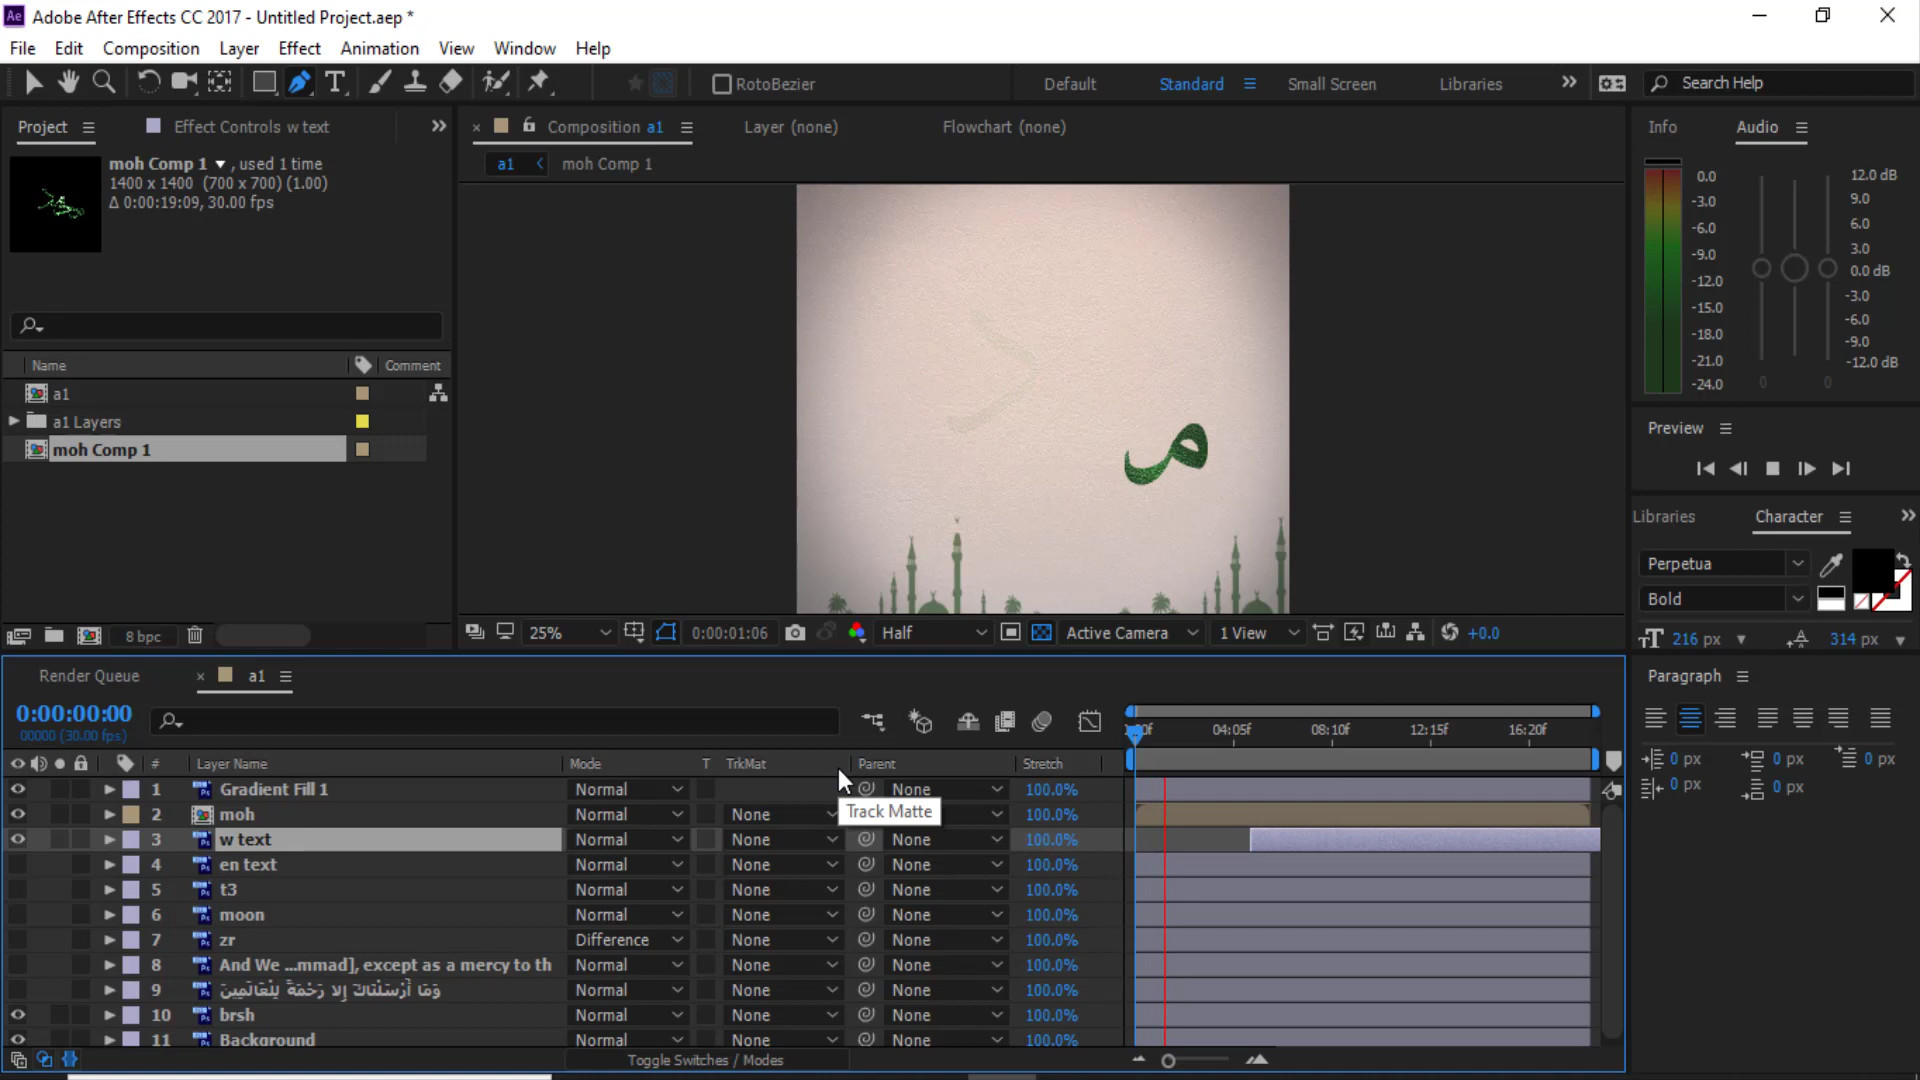 Adobe After Effects CC 2017 - Untitled Project.aep *
File Edit Composition Layer Effect Animation View Window Help
RotoBezier Default Standard Small Screen Libraries Search Help
Project Effect Controls w text
Composition a1 Layer (none) Flowchart (none)
Info Audio
moh Comp 1 , used 1 time
1400 x 1400 (700 x 700) (1.00)
Δ 0:00:19:09, 30.00 fps
a1 moh Comp 1
0.0 12.0 dB
-3.0 9.0
-6.0 6.0
-9.0 3.0
-12.0 0.0 dB
-15.0 -3.0
-18.0 -6.0
-21.0 -9.0
-24.0 -12.0 dB
0 0
م
Name Comment
a1
a1 Layers
moh Comp 1
8 bpc
25% 0:00:01:06 Half Active Camera 1 View +0.0
Preview
Libraries Character
Perpetua
Bold
216 px 314 px
Paragraph
0 px 0 px 0 px
0 px 0 px
Render Queue a1
0:00:00:00
00000 (30.00 fps)
04:05f 08:10f 12:15f 16:20f
# Layer Name Mode T TrkMat Parent Stretch
1 Gradient Fill 1 Normal None 100.0%
Track Matte
2 moh Normal None 100.0%
3 w text Normal None None 100.0%
4 en text Normal None None 100.0%
5 t3 Normal None None 100.0%
6 moon Normal None None 100.0%
7 zr Difference None None 100.0%
8 And We ...mmad], except as a mercy to th Normal None None 100.0%
9 وَمَا أَرْسَلْنَاكَ إِلا رَحْمَةً لِلْعَالَمِينَ Normal None None 100.0%
10 brsh Normal None None 100.0%
11 Background Normal None None 100.0%
Toggle Switches / Modes